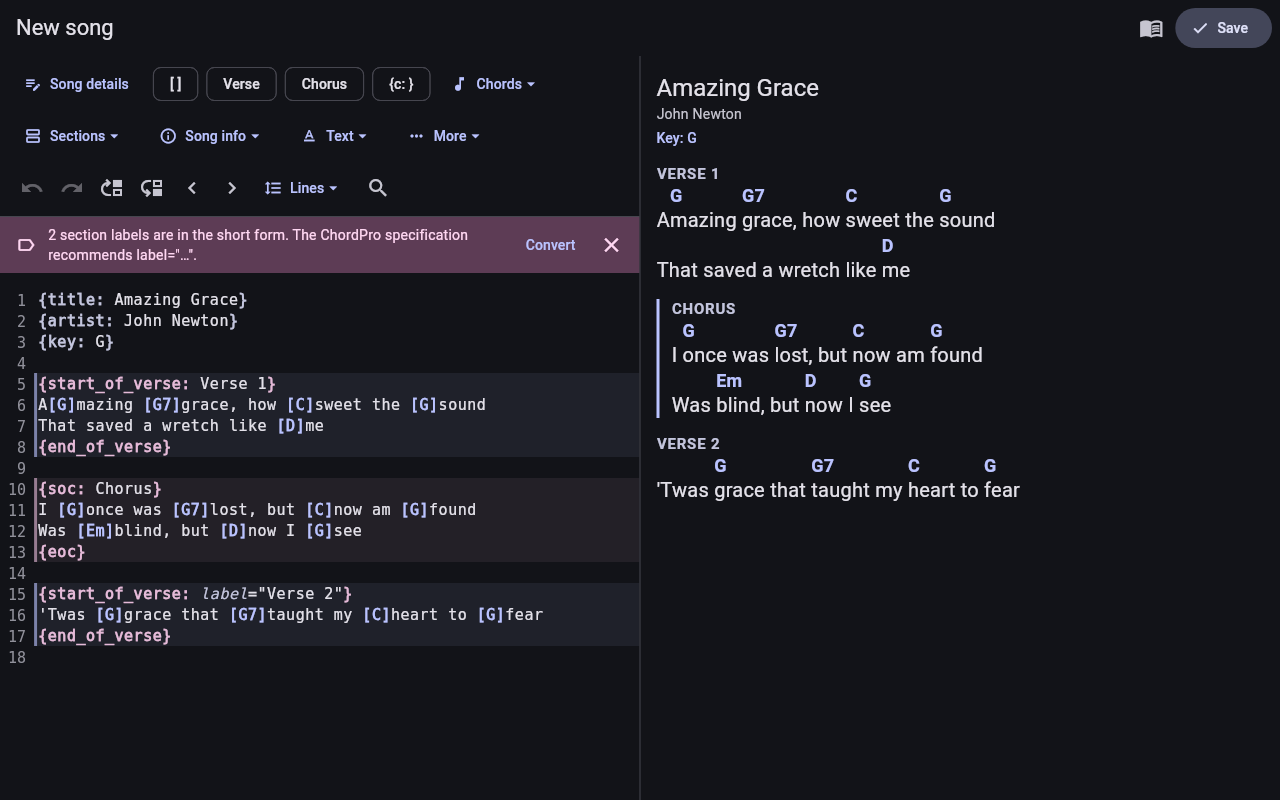 New song
Save
Song details
[ ]
Verse
Chorus
{c: }
Chords
Sections
Song info
Text
More
Lines
2 section labels are in the short form. The ChordPro specification
recommends label="…".
Convert
1 {title: Amazing Grace}
2 {artist: John Newton}
3 {key: G}
4
5 {start_of_verse: Verse 1}
6 A[G]mazing [G7]grace, how [C]sweet the [G]sound
7 That saved a wretch like [D]me
8 {end_of_verse}
9
10 {soc: Chorus}
11 I [G]once was [G7]lost, but [C]now am [G]found
12 Was [Em]blind, but [D]now I [G]see
13 {eoc}
14
15 {start_of_verse: label="Verse 2"}
16 'Twas [G]grace that [G7]taught my [C]heart to [G]fear
17 {end_of_verse}
18
Amazing Grace
John Newton
Key: G
VERSE 1
G G7 C G
Amazing grace, how sweet the sound
D
That saved a wretch like me
CHORUS
G G7 C G
I once was lost, but now am found
Em D G
Was blind, but now I see
VERSE 2
G G7 C G
'Twas grace that taught my heart to fear